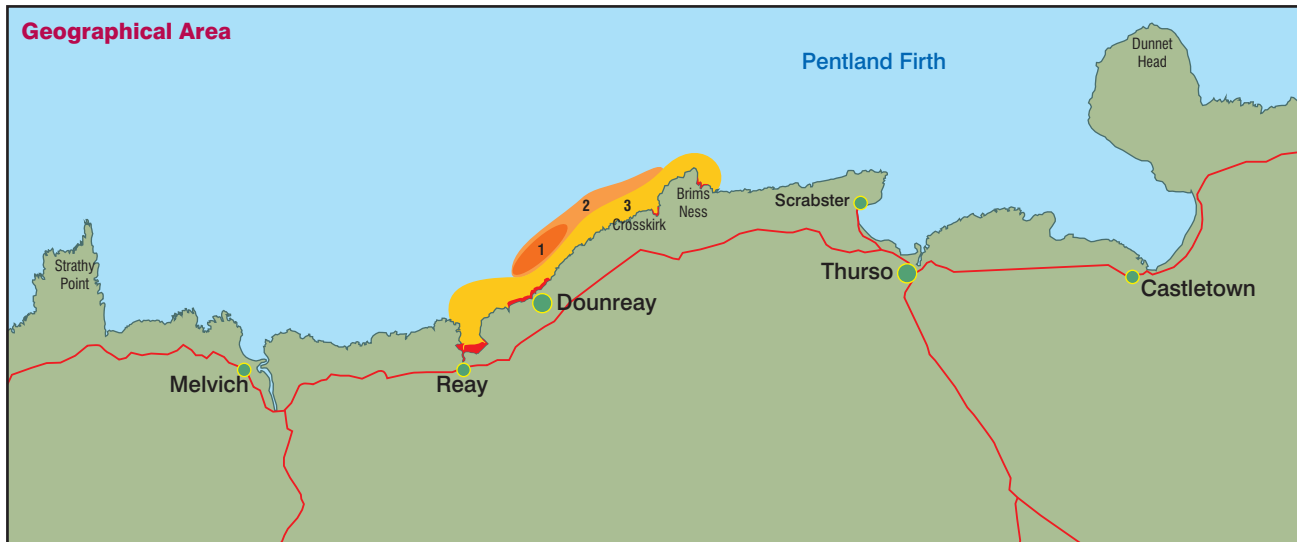 Geographical Area
Pentland Firth
Dunnet
Head
2
3
1
Brims
Ness
Crosskirk
Scrabster
Strathy
Point
Thurso
Castletown
Dounreay
Melvich
Reay